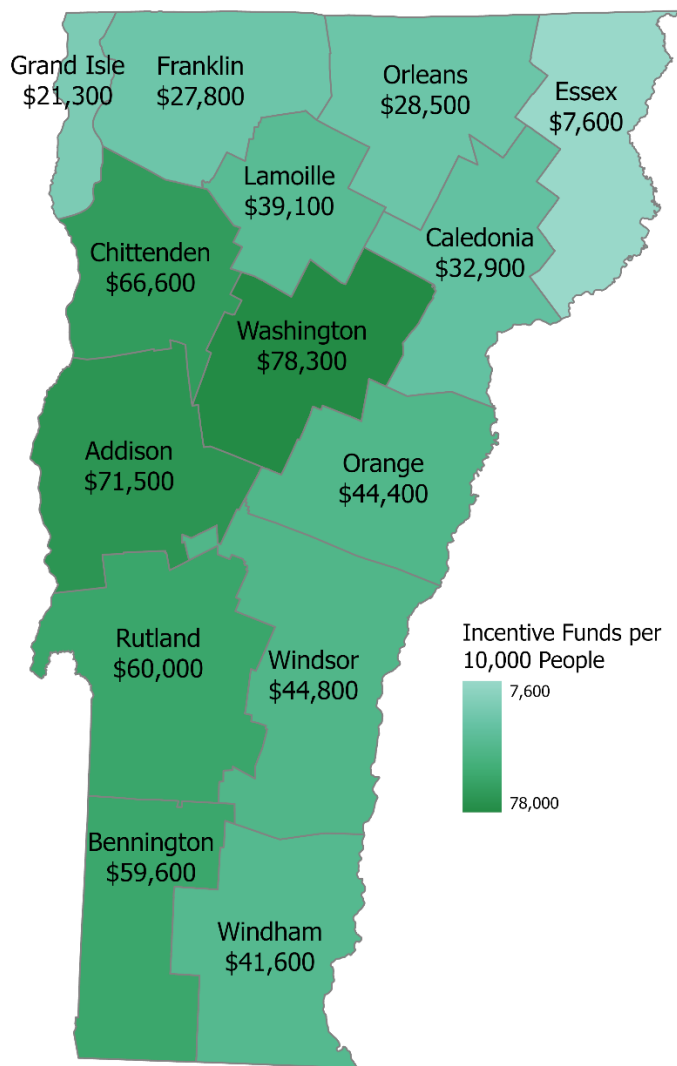 Grand Isle
$21,300
Franklin
$27,800
Orleans
$28,500
Essex
$7,600
Lamoille
$39,100
Chittenden
$66,600
Caledonia
$32,900
Washington
$78,300
Addison
$71,500
Orange
$44,400
Rutland
$60,000
Windsor
$44,800
Incentive Funds per
10,000 People
7,600
78,000
Bennington
$59,600
Windham
$41,600